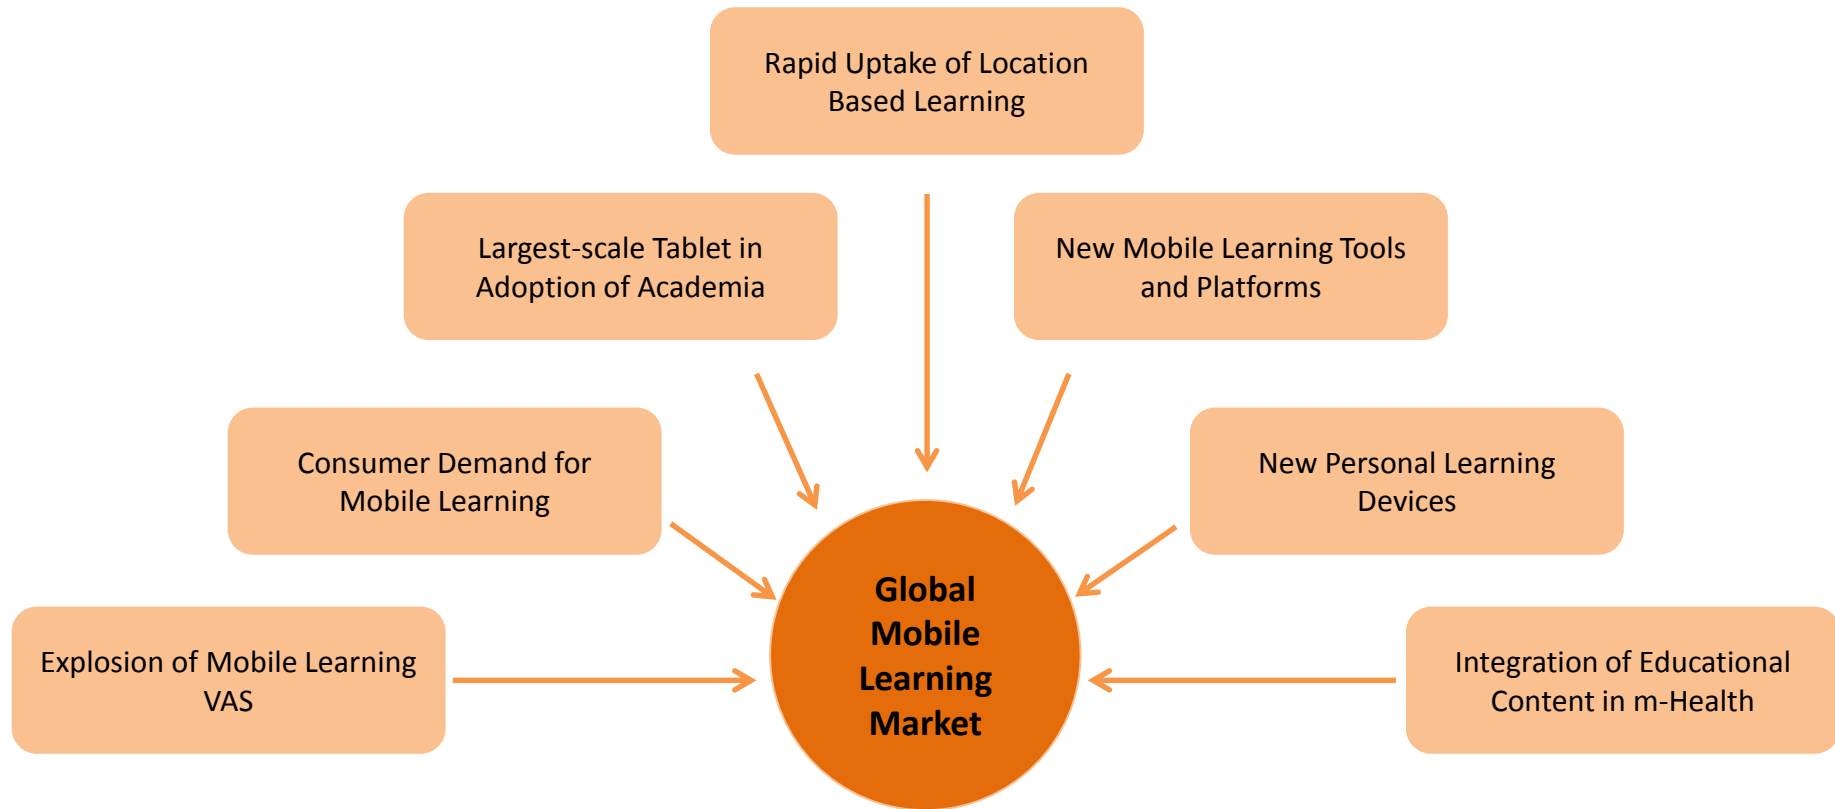 Rapid Uptake of Location
Based Learning
Largest-scale Tablet in
Adoption of Academia
New Mobile Learning Tools
and Platforms
Consumer Demand for
Mobile Learning
New Personal Learning
Devices
Explosion of Mobile Learning
VAS
Global
Mobile
Learning
Market
Integration of Educational
Content in m-Health